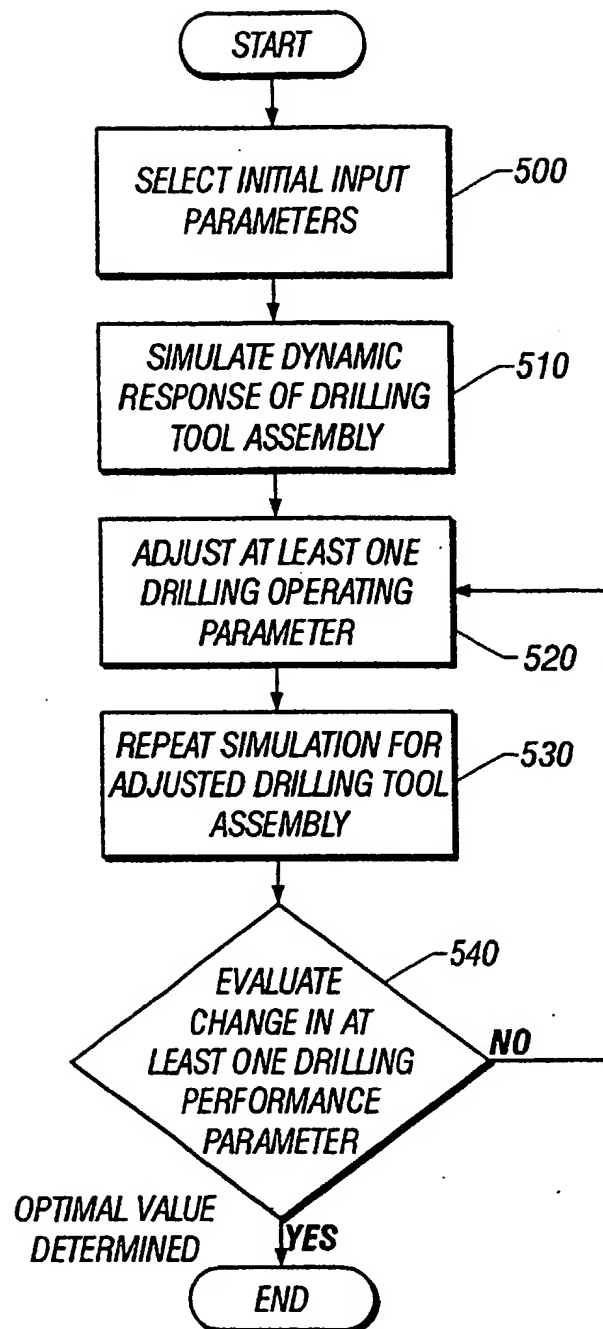 START
SELECT INITIAL INPUT
PARAMETERS
500
SIMULATE DYNAMIC
RESPONSE OF DRILLING
TOOL ASSEMBLY
510
ADJUST AT LEAST ONE
DRILLING OPERATING
PARAMETER
520
REPEAT SIMULATION FOR
ADJUSTED DRILLING TOOL
ASSEMBLY
530
EVALUATE
CHANGE IN AT
LEAST ONE DRILLING
PERFORMANCE
PARAMETER
540
NO
OPTIMAL VALUE
DETERMINED
YES
END